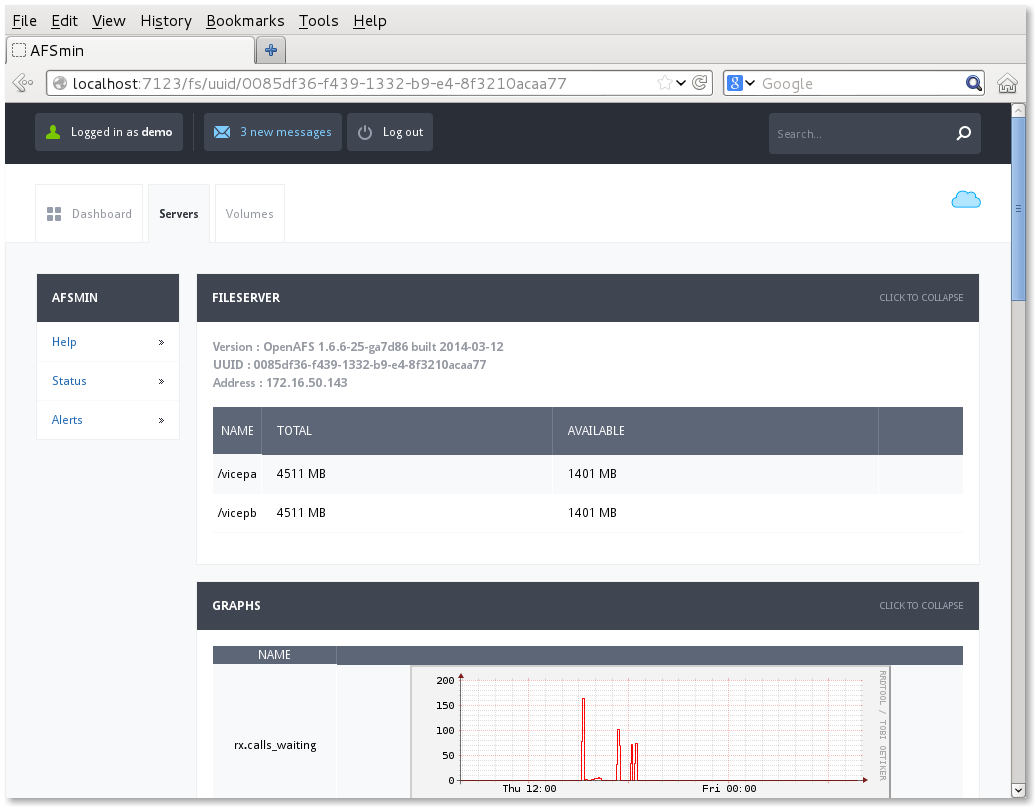 File Edit View History Bookmarks Tools Help
AFSmin
localhost:7123/fs/uuid/0085df36-f439-1332-b9-e4-8f3210acaa77
8 Google
Logged in as demo
3 new messages
Log out
Search...
Dashboard
Servers
Volumes
AFSMIN
Help »
Status »
Alerts »
FILESERVER CLICK TO COLLAPSE
Version : OpenAFS 1.6.6-25-ga7d86 built 2014-03-12
UUID : 0085df36-f439-1332-b9-e4-8f3210acaa77
Address : 172.16.50.143
NAME TOTAL AVAILABLE
/vicepa 4511 MB 1401 MB
/vicepb 4511 MB 1401 MB
GRAPHS CLICK TO COLLAPSE
NAME
rx.calls_waiting
200
150
100
50
0
Thu 12:00 Fri 00:00
RRDTOOL / TOBI OETIKER